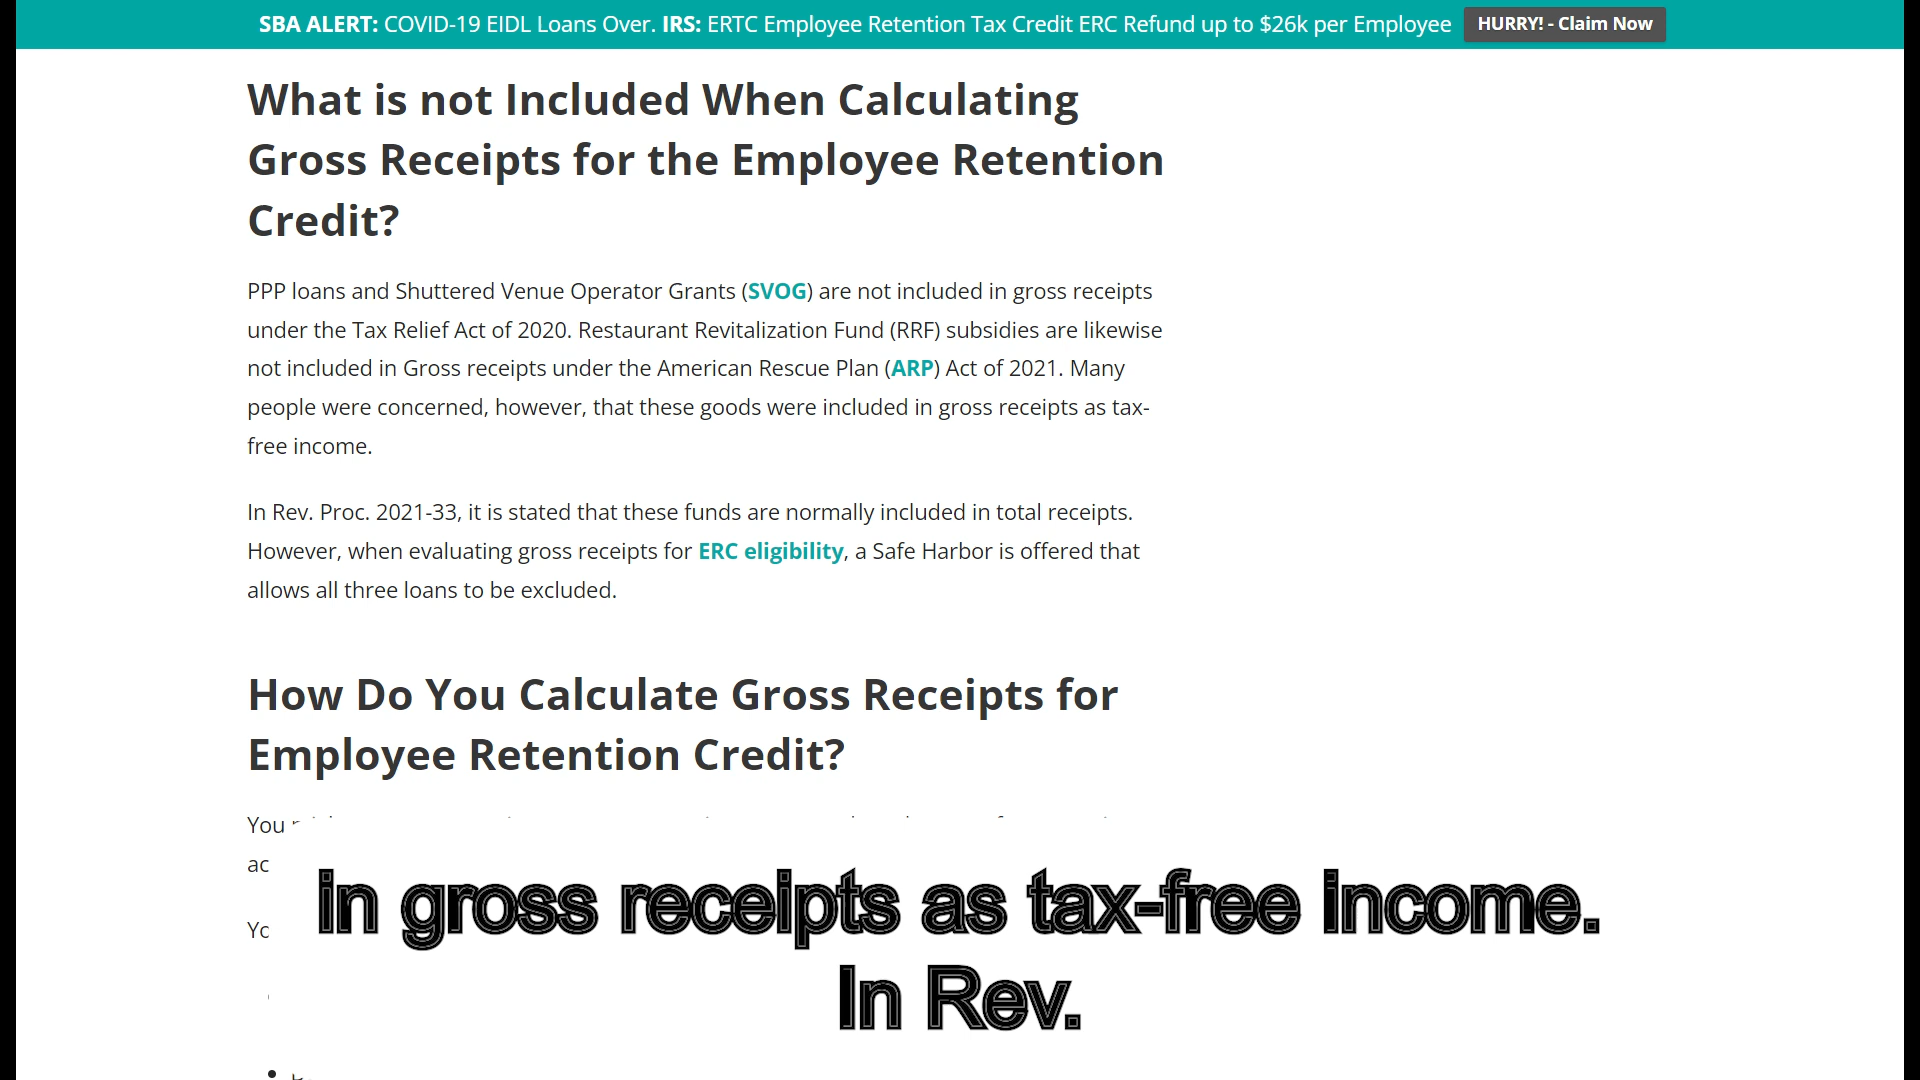 SBA ALERT: COVID-19 EIDL Loans Over. IRS: ERTC Employee Retention Tax Credit ERC Refund up to $26k per Employee HURRY! - Claim Now
What is not Included When Calculating
Gross Receipts for the Employee Retention
Credit?
PPP loans and Shuttered Venue Operator Grants (SVOG) are not included in gross receipts
under the Tax Relief Act of 2020. Restaurant Revitalization Fund (RRF) subsidies are likewise
not included in Gross receipts under the American Rescue Plan (ARP) Act of 2021. Many
people were concerned, however, that these goods were included in gross receipts as tax-
free income.
In Rev. Proc. 2021-33, it is stated that these funds are normally included in total receipts.
However, when evaluating gross receipts for ERC eligibility, a Safe Harbor is offered that
allows all three loans to be excluded.
How Do You Calculate Gross Receipts for
Employee Retention Credit?
You
in gross receipts as tax-free income.
In Rev.